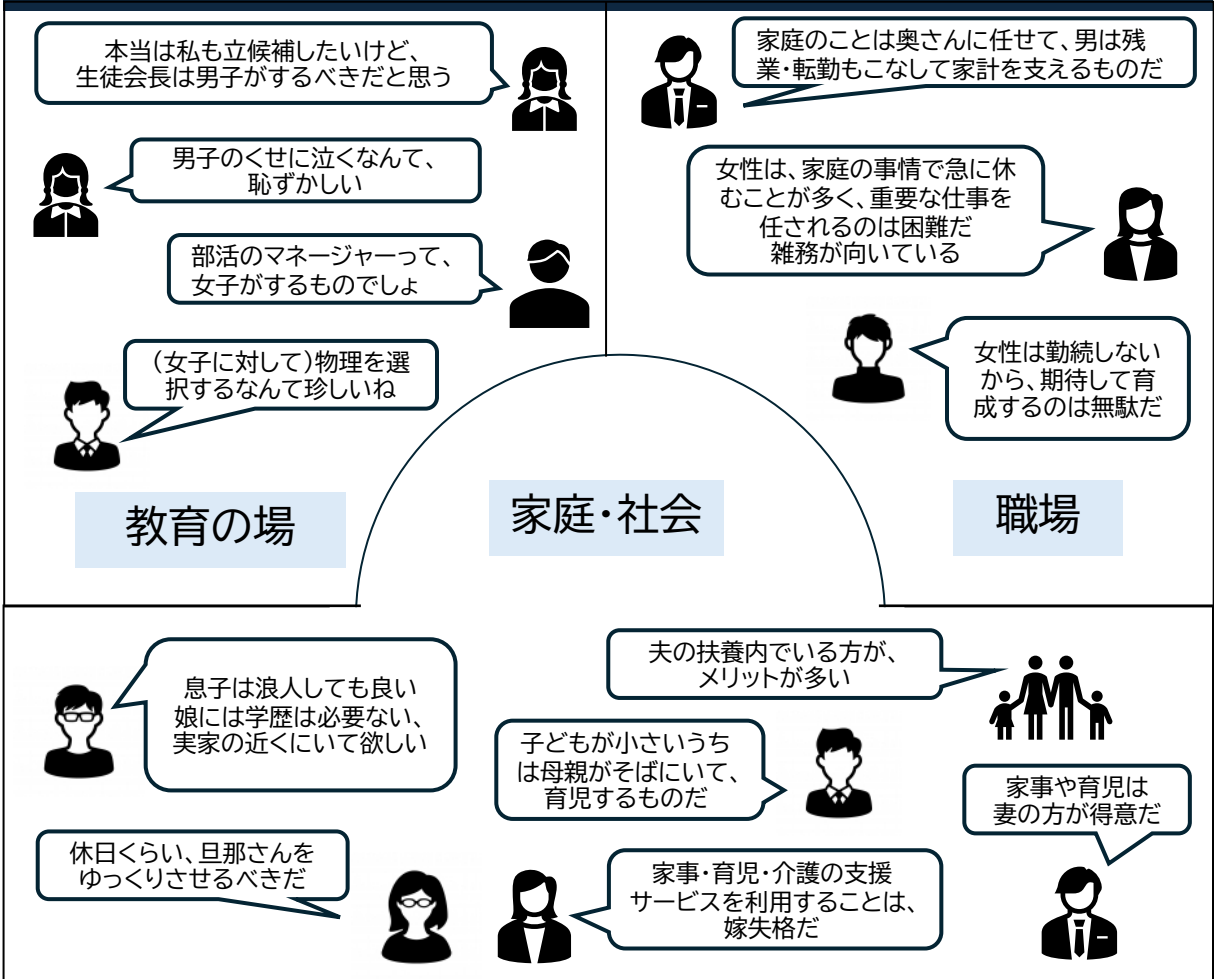 本当は私も立候補したいけど、
生徒会長は男子がするべきだと思う
男子のくせに泣くなんて、
恥ずかしい
部活のマネージャーって、
女子がするものでしょ
(女子に対して)物理を選
択するなんて珍しいね
教育の場
家庭のことは奥さんに任せて、男は残
業・転勤もこなして家計を支えるものだ
女性は、家庭の事情で急に休
むことが多く、重要な仕事を
任されるのは困難だ
雑務が向いている
女性は勤続しない
から、期待して育
成するのは無駄だ
職場
家庭・社会
息子は浪人しても良い
娘には学歴は必要ない、
実家の近くにいて欲しい
夫の扶養内でいる方が、
メリットが多い
子どもが小さいうち
は母親がそばにいて、
育児するものだ
家事や育児は
妻の方が得意だ
休日くらい、旦那さんを
ゆっくりさせるべきだ
家事・育児・介護の支援
サービスを利用することは、
嫁失格だ